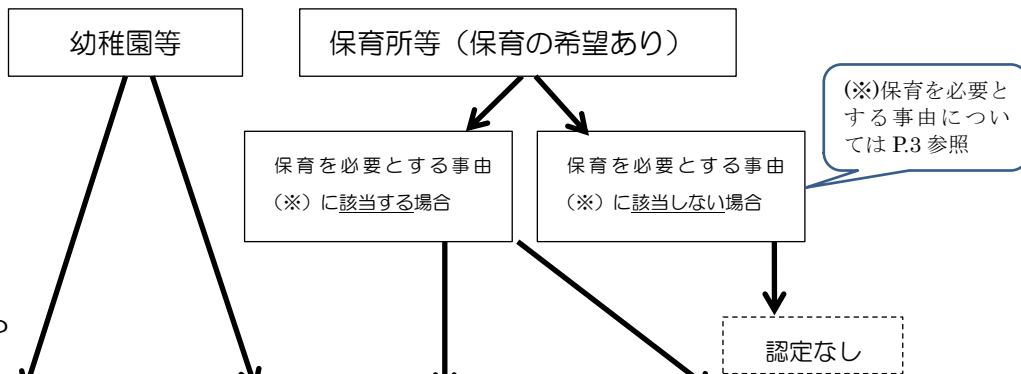 幼稚園等
保育所等（保育の希望あり）
(※)保育を必要と
する事由につい
ては P.3 参照
保育を必要とする事由
（※）に該当する場合
保育を必要とする事由
（※）に該当しない場合
認定なし